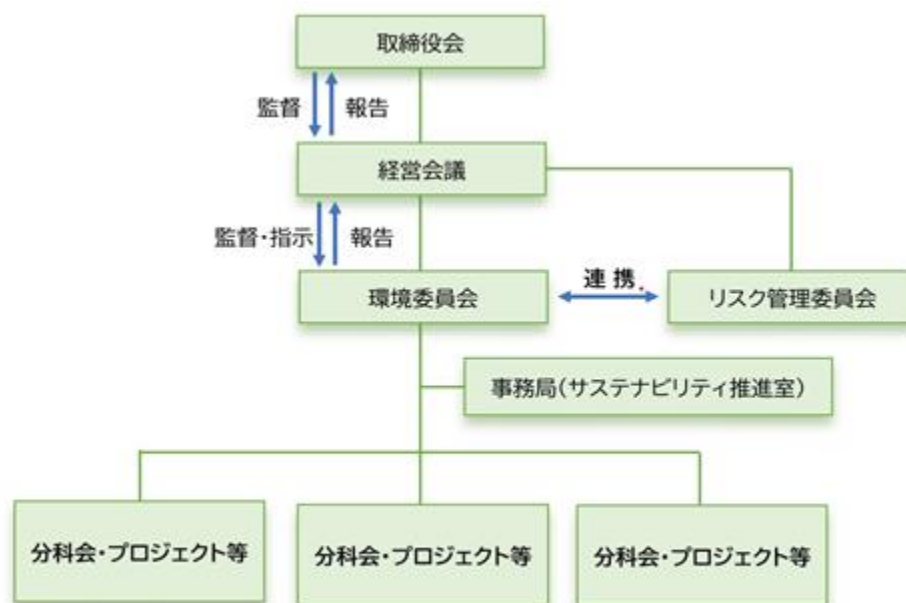 取締役会
監督
報告
経営会議
監督・指示
報告
環境委員会
連 携
リスク管理委員会
事務局(サステナビリティ推進室)
分科会・プロジェクト等
分科会・プロジェクト等
分科会・プロジェクト等